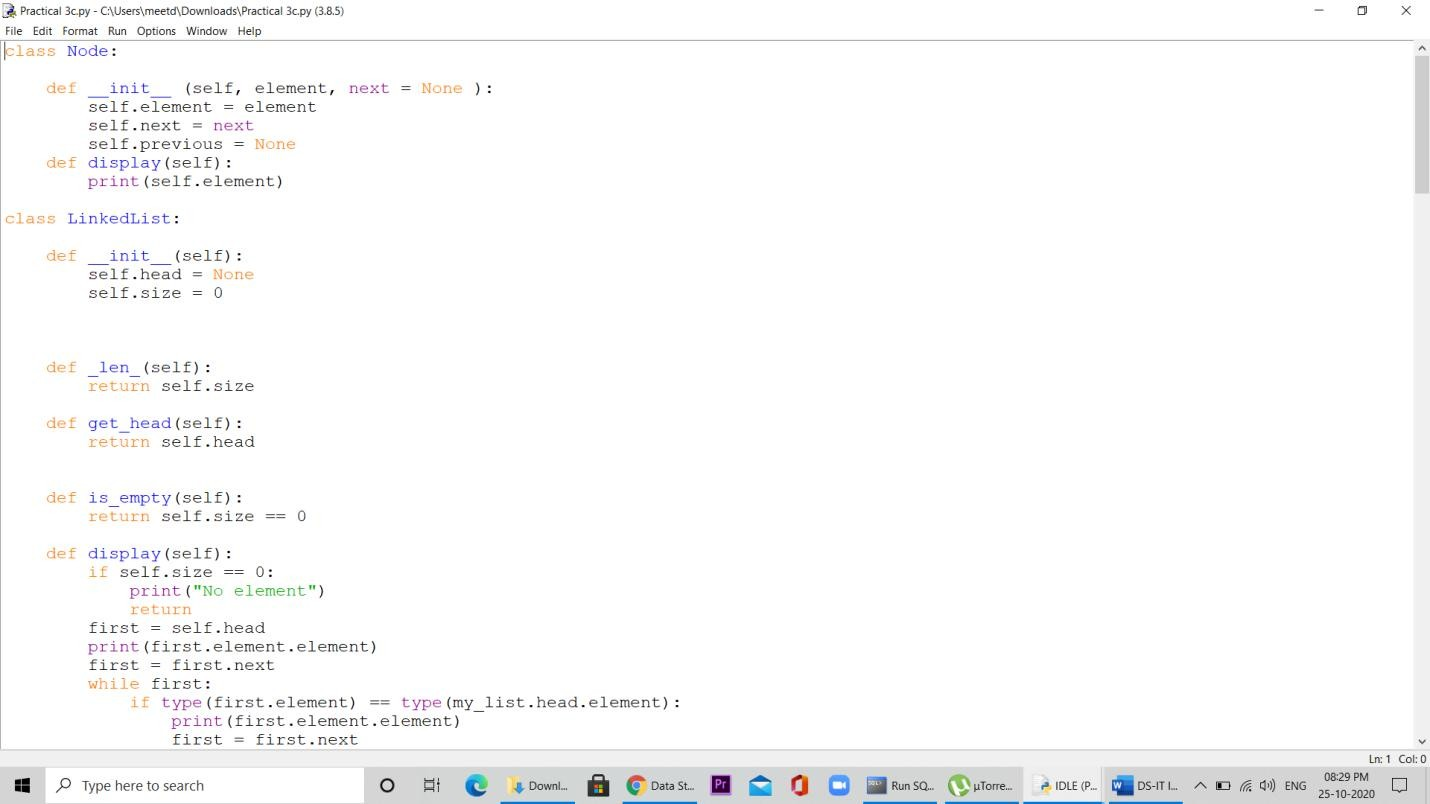 Practical 3c.py - C:\Users\meetd\Downloads\Practical 3c.py (3.8.5)
File Edit Format Run Options Window Help
class Node:
    def __init__ (self, element, next = None ):
        self.element = element
        self.next = next
        self.previous = None
    def display(self):
        print(self.element)
class LinkedList:
    def __init__(self):
        self.head = None
        self.size = 0
    def _len_(self):
        return self.size
    def get_head(self):
        return self.head
    def is_empty(self):
        return self.size == 0
    def display(self):
        if self.size == 0:
            print("No element")
            return
        first = self.head
        print(first.element.element)
        first = first.next
        while first:
            if type(first.element) == type(my_list.head.element):
                print(first.element.element)
                first = first.next
Ln: 1 Col: 0
Type here to search
Downl...
Data St...
Pr
Run SQ...
µTorre...
IDLE (P...
DS-IT I...
ENG
08:29 PM
25-10-2020